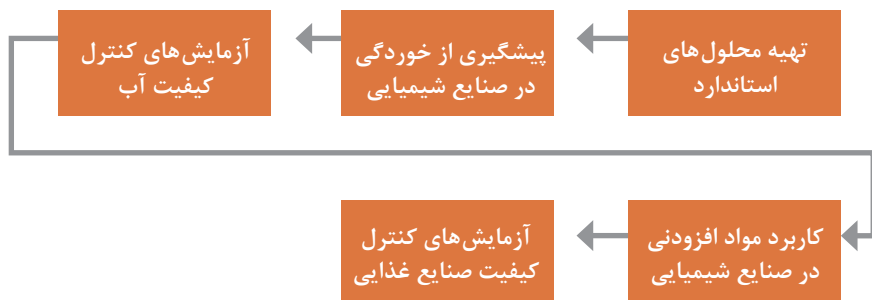 تهیه محلول‌های
استاندارد
پیشگیری از خوردگی
در صنایع شیمیایی
آزمایش‌های کنترل
کیفیت آب
کاربرد مواد افزودنی
در صنایع شیمیایی
آزمایش‌های کنترل
کیفیت صنایع غذایی